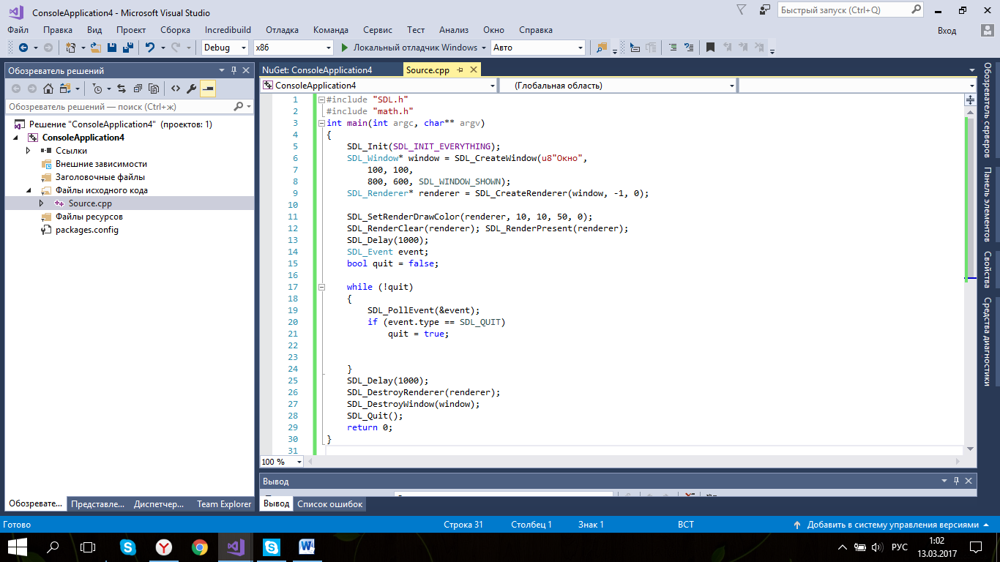 ConsoleApplication4 - Microsoft Visual Studio
Быстрый запуск (Ctrl+Q)
Файл Правка Вид Проект Сборка Incredibuild Отладка Команда Сервис Тест Анализ Окно Справка
Вход
Debug x86 Локальный отладчик Windows Авто
Обозреватель решений
Обозреватель решений — поиск (Ctrl+ж)
Решение "ConsoleApplication4" (проектов: 1)
ConsoleApplication4
Ссылки
Внешние зависимости
Заголовочные файлы
Файлы исходного кода
Source.cpp
Файлы ресурсов
packages.config
Обозревате... Представле... Диспетчер... Team Explorer
NuGet: ConsoleApplication4 Source.cpp
ConsoleApplication4 (Глобальная область)
1 #include "SDL.h"
2 #include "math.h"
3 int main(int argc, char** argv)
4 {
5 SDL_Init(SDL_INIT_EVERYTHING);
6 SDL_Window* window = SDL_CreateWindow(u8"Окно",
7 100, 100,
8 800, 600, SDL_WINDOW_SHOWN);
9 SDL_Renderer* renderer = SDL_CreateRenderer(window, -1, 0);
10
11 SDL_SetRenderDrawColor(renderer, 10, 10, 50, 0);
12 SDL_RenderClear(renderer); SDL_RenderPresent(renderer);
13 SDL_Delay(1000);
14 SDL_Event event;
15 bool quit = false;
16
17 while (!quit)
18 {
19 SDL_PollEvent(&event);
20 if (event.type == SDL_QUIT)
21 quit = true;
22
23
24 }
25 SDL_Delay(1000);
26 SDL_DestroyRenderer(renderer);
27 SDL_DestroyWindow(window);
28 SDL_Quit();
29 return 0;
30 }
31
100 %
Вывод
Вывод Список ошибок
Обозреватель серверов
Панель элементов
Свойства
Средства диагностики
Готово Строка 31 Столбец 1 Знак 1 ВСТ Добавить в систему управления версиями
РУС
1:02
13.03.2017